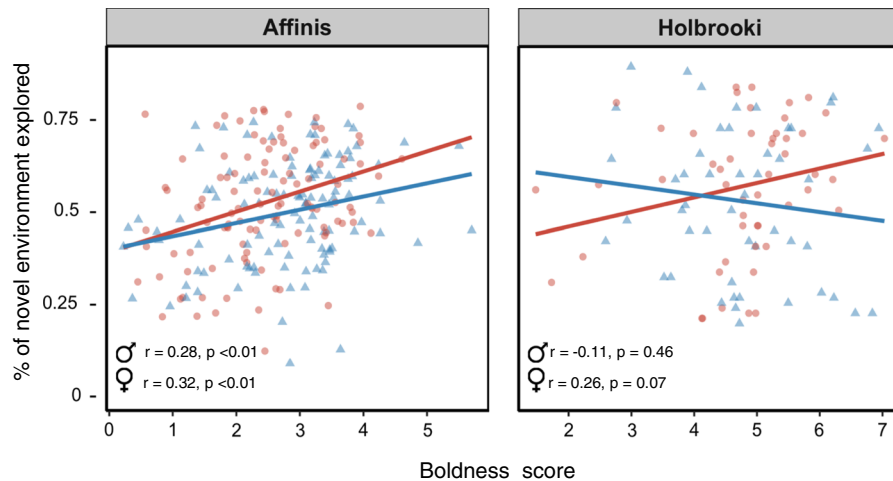 Affinis
Holbrooki
% of novel environment explored
0.75 -
0.5 -
0.25 -
0 -
♂ r = 0.28, p <0.01
♀ r = 0.32, p <0.01
♂ r = -0.11, p = 0.46
♀ r = 0.26, p = 0.07
0 1 2 3 4 5
2 3 4 5 6 7
Boldness score